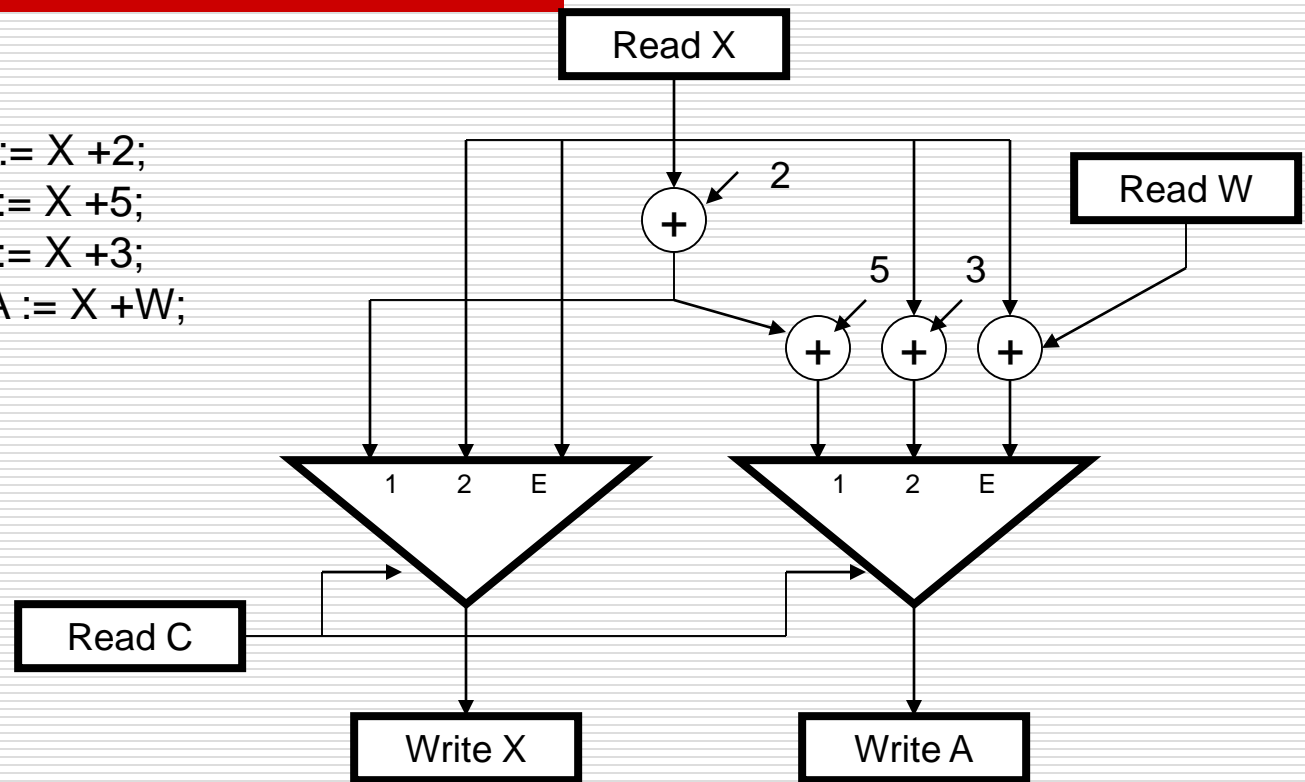 Read X
:= X +2;
:= X +5;
:= X +3;
A := X +W;
2
Read W
+
5 3
+ + +
1 2 E 1 2 E
Read C
Write X Write A